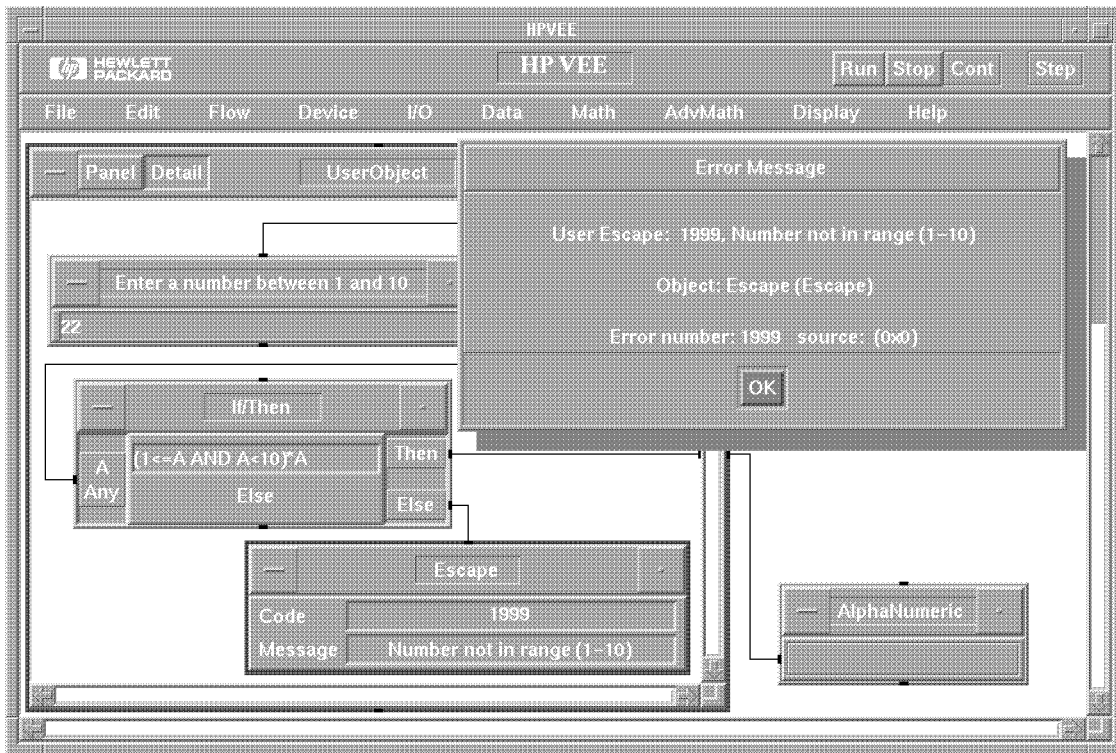 HPVEE
hp HEWLETT
PACKARD
HP VEE
Run Stop Cont Step
File Edit Flow Device I/O Data Math AdvMath Display Help
Panel Detail UserObject
Error Message
User Escape: 1999, Number not in range (1-10)
Object: Escape (Escape)
Error number: 1999 source: (0x0)
OK
Enter a number between 1 and 10
22
If/Then
A
Any
(1<=A AND A<10)*A
Then
Else
Else
Escape
Code 1999
Message Number not in range (1-10)
AlphaNumeric